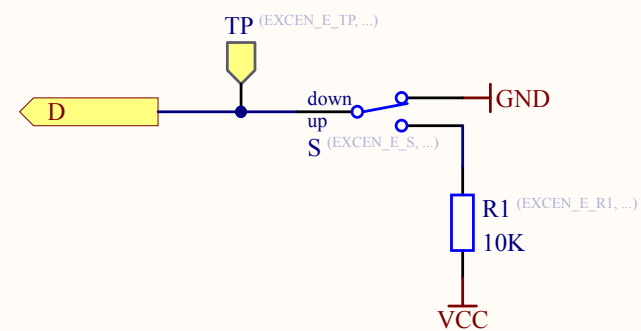 TP (EXCEN_E_TP, ...)
D
down
up
S (EXCEN_E_S, ...)
GND
R1 (EXCEN_E_R1, ...)
10K
VCC